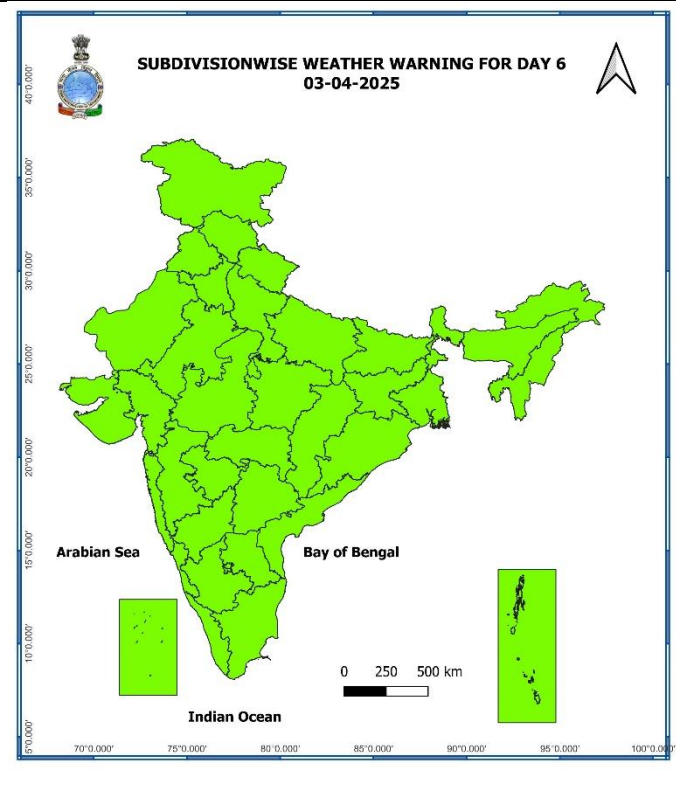 SUBDIVISIONWISE WEATHER WARNING FOR DAY 6
03-04-2025
40°0.000'
35°0.000'
30°0.000'
25°0.000'
20°0.000'
15°0.000'
10°0.000'
5°0.000'
Arabian Sea
Bay of Bengal
0 250 500 km
Indian Ocean
70°0.000' 75°0.000' 80°0.000' 85°0.000' 90°0.000' 95°0.000' 100°0.000'